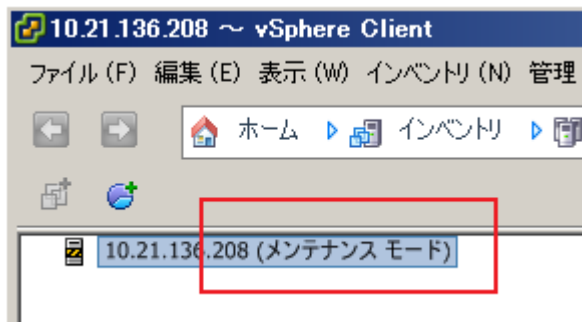 10.21.136.208 ～ vSphere Client
ファイル(F) 編集(E) 表示(W) インベントリ(N) 管理
ホーム インベントリ
10.21.136.208 (メンテナンス モード)